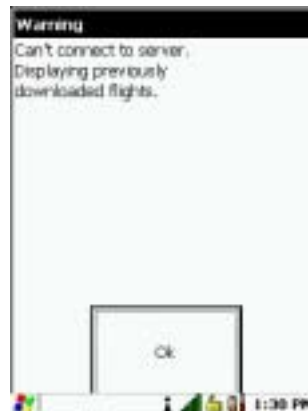 Warning
Can't connect to server.
Displaying previously
downloaded flights.
Ok
1:30 PM